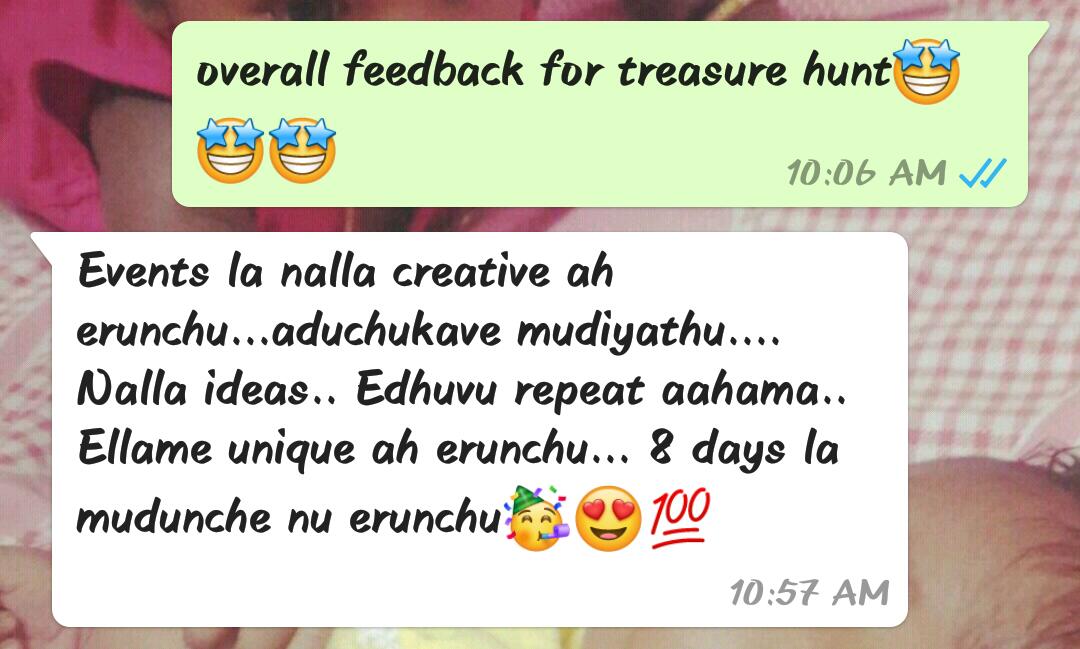 overall feedback for treasure hunt🤩
🤩🤩
10:06 AM
Events la nalla creative ah
erunchu...aduchukave mudiyathu....
Nalla ideas.. Edhuvu repeat aahama..
Ellame unique ah erunchu... 8 days la
mudunche nu erunchu🥳😍💯
10:57 AM